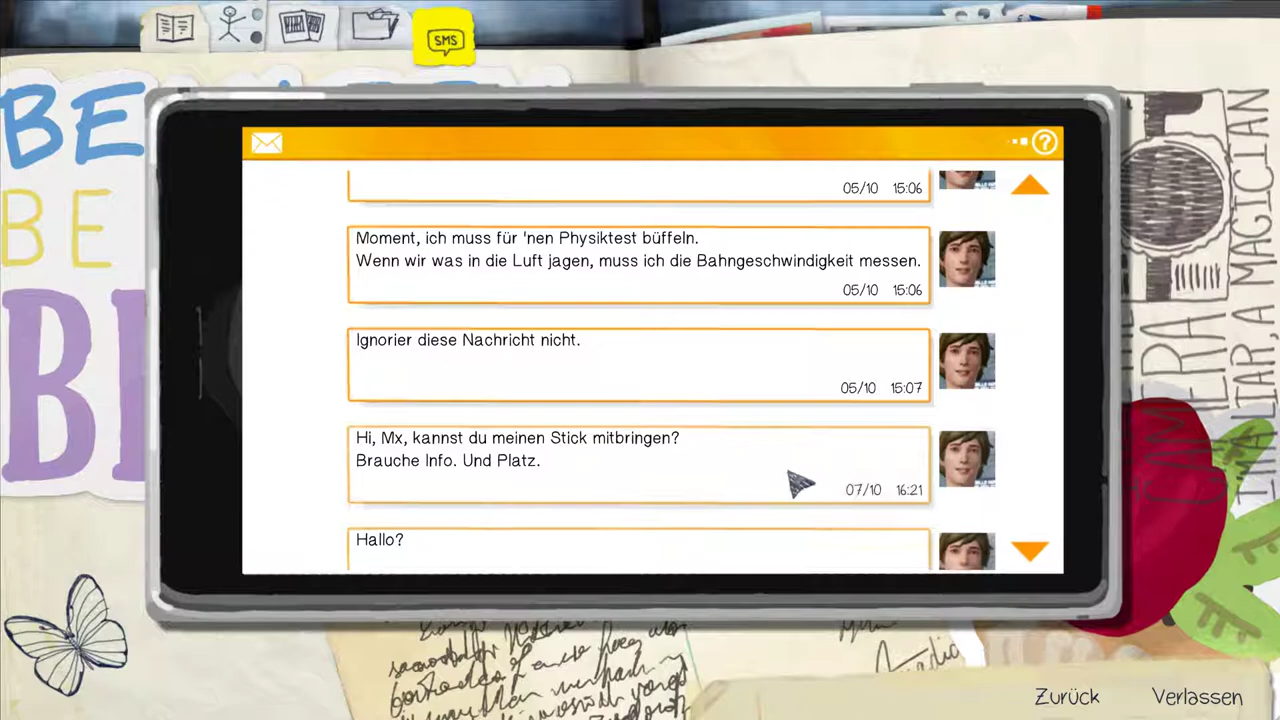 SMS
05/10 15:06
Moment, ich muss für 'nen Physiktest büffeln.
Wenn wir was in die Luft jagen, muss ich die Bahngeschwindigkeit messen.
05/10 15:06
Ignorier diese Nachricht nicht.
05/10 15:07
Hi, Mx, kannst du meinen Stick mitbringen?
Brauche Info. Und Platz.
07/10 16:21
Hallo?
BE
BE
MAGICIAN
Zurück
Verlassen